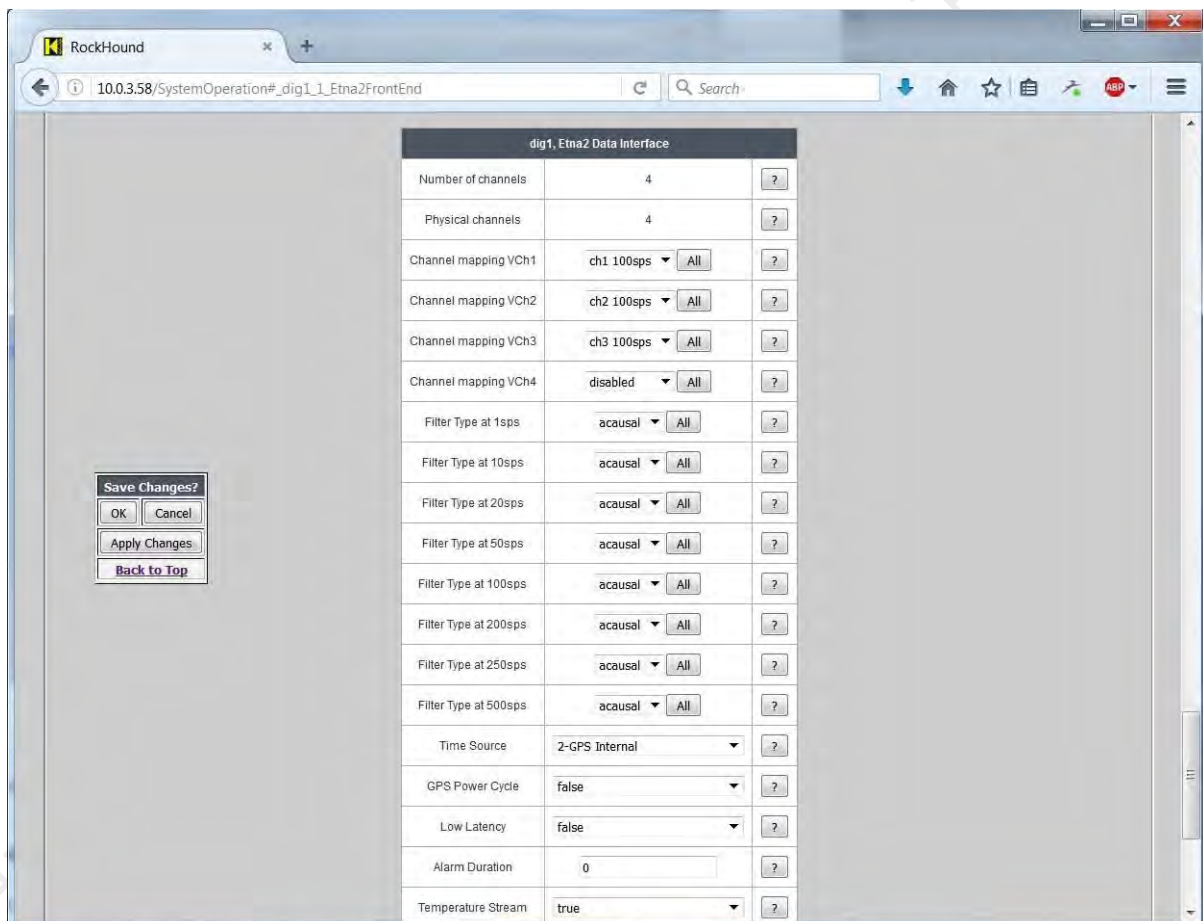 RockHound
10.0.3.58/SystemOperation#_dig1_1_Etna2FrontEnd
Search
ABP
dig1, Etna2 Data Interface
Number of channels 4 ?
Physical channels 4 ?
Channel mapping VCh1 ch1 100sps All ?
Channel mapping VCh2 ch2 100sps All ?
Channel mapping VCh3 ch3 100sps All ?
Channel mapping VCh4 disabled All ?
Filter Type at 1sps acausal All ?
Filter Type at 10sps acausal All ?
Filter Type at 20sps acausal All ?
Filter Type at 50sps acausal All ?
Filter Type at 100sps acausal All ?
Filter Type at 200sps acausal All ?
Filter Type at 250sps acausal All ?
Filter Type at 500sps acausal All ?
Time Source 2-GPS Internal ?
GPS Power Cycle false ?
Low Latency false ?
Alarm Duration 0 ?
Temperature Stream true ?
Save Changes?
OK Cancel
Apply Changes
Back to Top